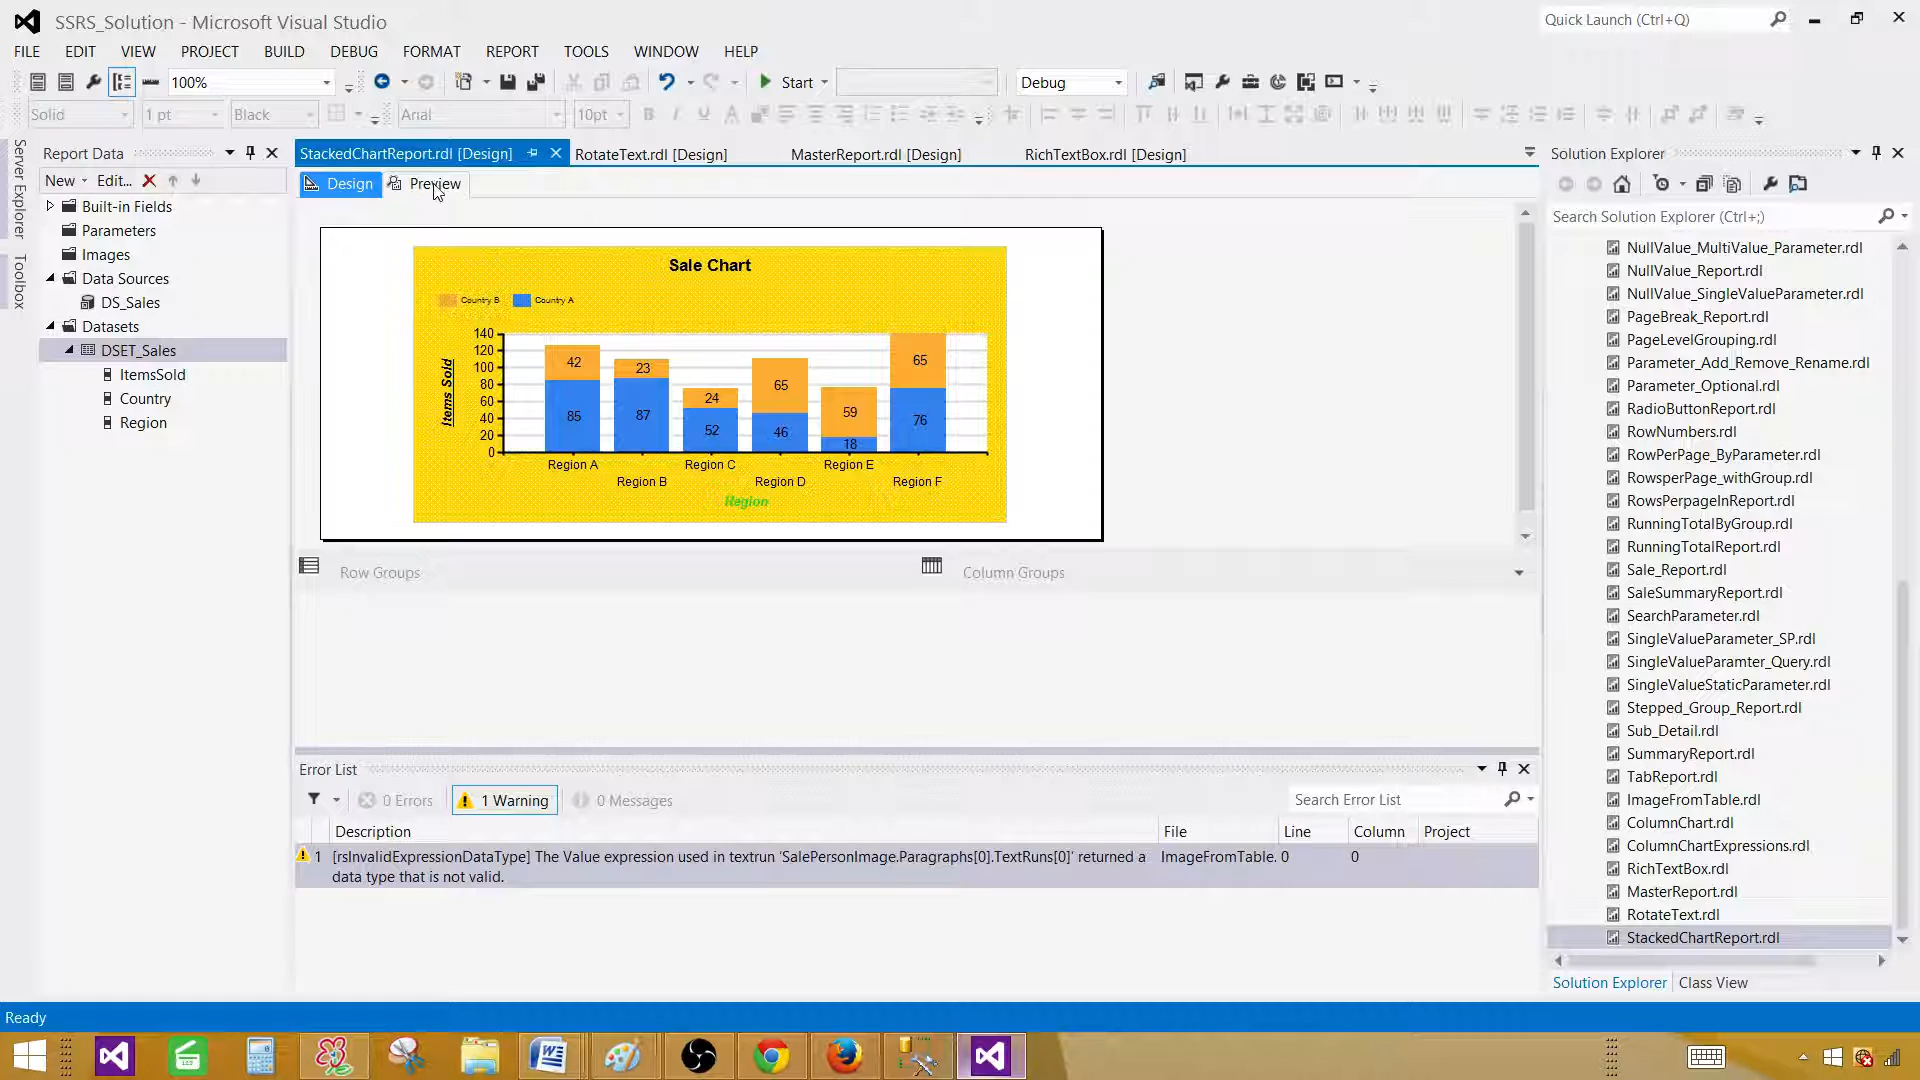 SSRS_Solution - Microsoft Visual Studio
Quick Launch (Ctrl+Q)
FILE EDIT VIEW PROJECT BUILD DEBUG FORMAT REPORT TOOLS WINDOW HELP
100% Start Debug
Solid 1 pt Black Arial 10pt B I U A
Server Explorer
Toolbox
Report Data
New Edit...
Built-in Fields
Parameters
Images
Data Sources
DS_Sales
Datasets
DSET_Sales
ItemsSold
Country
Region
StackedChartReport.rdl [Design] RotateText.rdl [Design] MasterReport.rdl [Design] RichTextBox.rdl [Design]
Design Preview
Sale Chart
Country B Country A
Items Sold
140
120
100
80
60
40
20
0
42 23 24 65 59 65
85 87 52 46 18 76
Region A Region C Region E
Region B Region D Region F
Region
Row Groups Column Groups
Error List
0 Errors 1 Warning 0 Messages Search Error List
Description File Line Column Project
1 [rsInvalidExpressionDataType] The Value expression used in textrun 'SalePersonImage.Paragraphs[0].TextRuns[0]' returned a ImageFromTable. 0 0
data type that is not valid.
Solution Explorer
Search Solution Explorer (Ctrl+;)
NullValue_MultiValue_Parameter.rdl
NullValue_Report.rdl
NullValue_SingleValueParameter.rdl
PageBreak_Report.rdl
PageLevelGrouping.rdl
Parameter_Add_Remove_Rename.rdl
Parameter_Optional.rdl
RadioButtonReport.rdl
RowNumbers.rdl
RowPerPage_ByParameter.rdl
RowsperPage_withGroup.rdl
RowsPerpageInReport.rdl
RunningTotalByGroup.rdl
RunningTotalReport.rdl
Sale_Report.rdl
SaleSummaryReport.rdl
SearchParameter.rdl
SingleValueParameter_SP.rdl
SingleValueParamter_Query.rdl
SingleValueStaticParameter.rdl
Stepped_Group_Report.rdl
Sub_Detail.rdl
SummaryReport.rdl
TabReport.rdl
ImageFromTable.rdl
ColumnChart.rdl
ColumnChartExpressions.rdl
RichTextBox.rdl
MasterReport.rdl
RotateText.rdl
StackedChartReport.rdl
Solution Explorer Class View
Ready